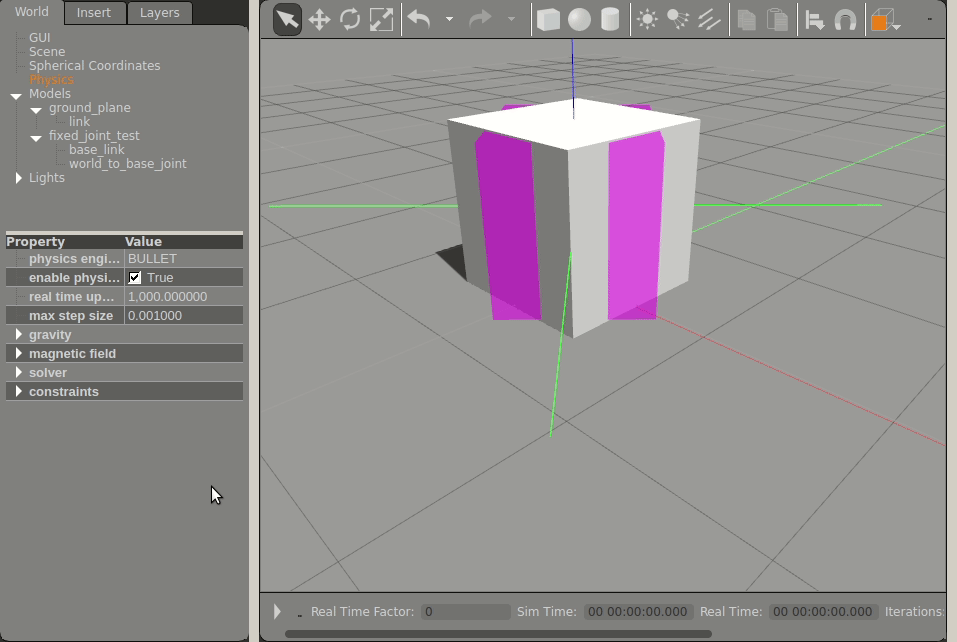 World Insert Layers
GUI
Scene
Spherical Coordinates
Physics
Models
ground_plane
link
fixed_joint_test
base_link
world_to_base_joint
Lights
Property Value
physics engi... BULLET
enable physi... True
real time up... 1,000.000000
max step size 0.001000
gravity
magnetic field
solver
constraints
Real Time Factor: 0 Sim Time: 00 00:00:00.000 Real Time: 00 00:00:00.000 Iterations: